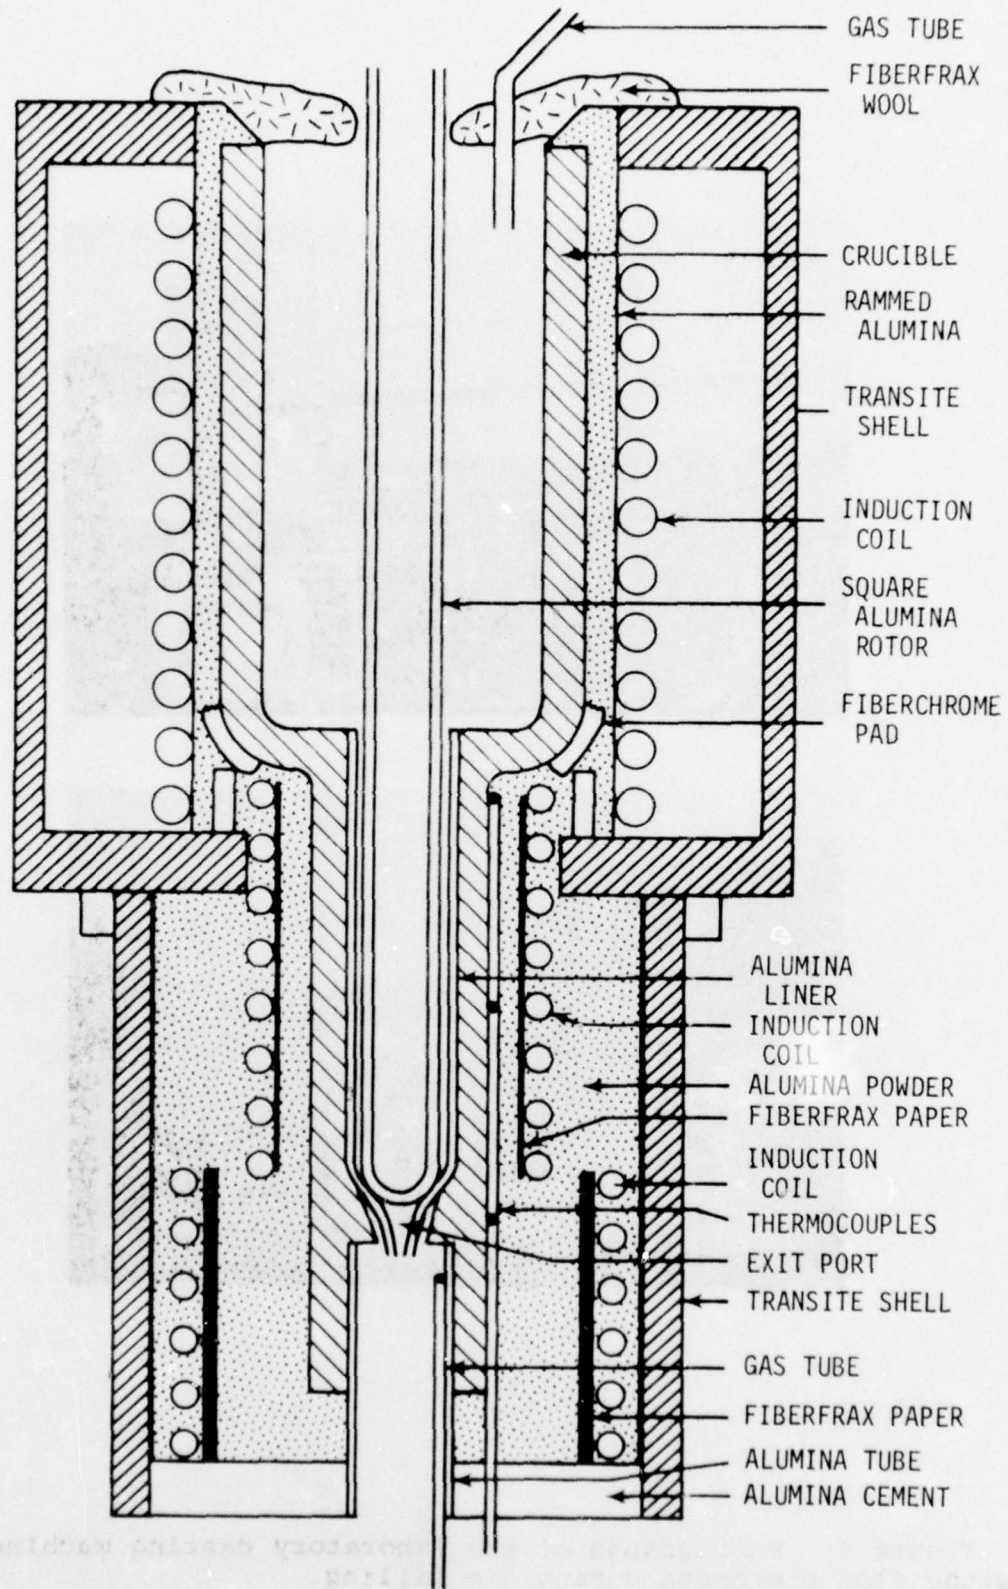 GAS TUBE
FIBERFRAX
WOOL
CRUCIBLE
RAMMED
ALUMINA
TRANSITE
SHELL
INDUCTION
COIL
SQUARE
ALUMINA
ROTOR
FIBERCHROME
PAD
ALUMINA
LINER
INDUCTION
COIL
ALUMINA POWDER
FIBERFRAX PAPER
INDUCTION
COIL
THERMOCOUPLES
EXIT PORT
TRANSITE SHELL
GAS TUBE
FIBERFRAX PAPER
ALUMINA TUBE
ALUMINA CEMENT